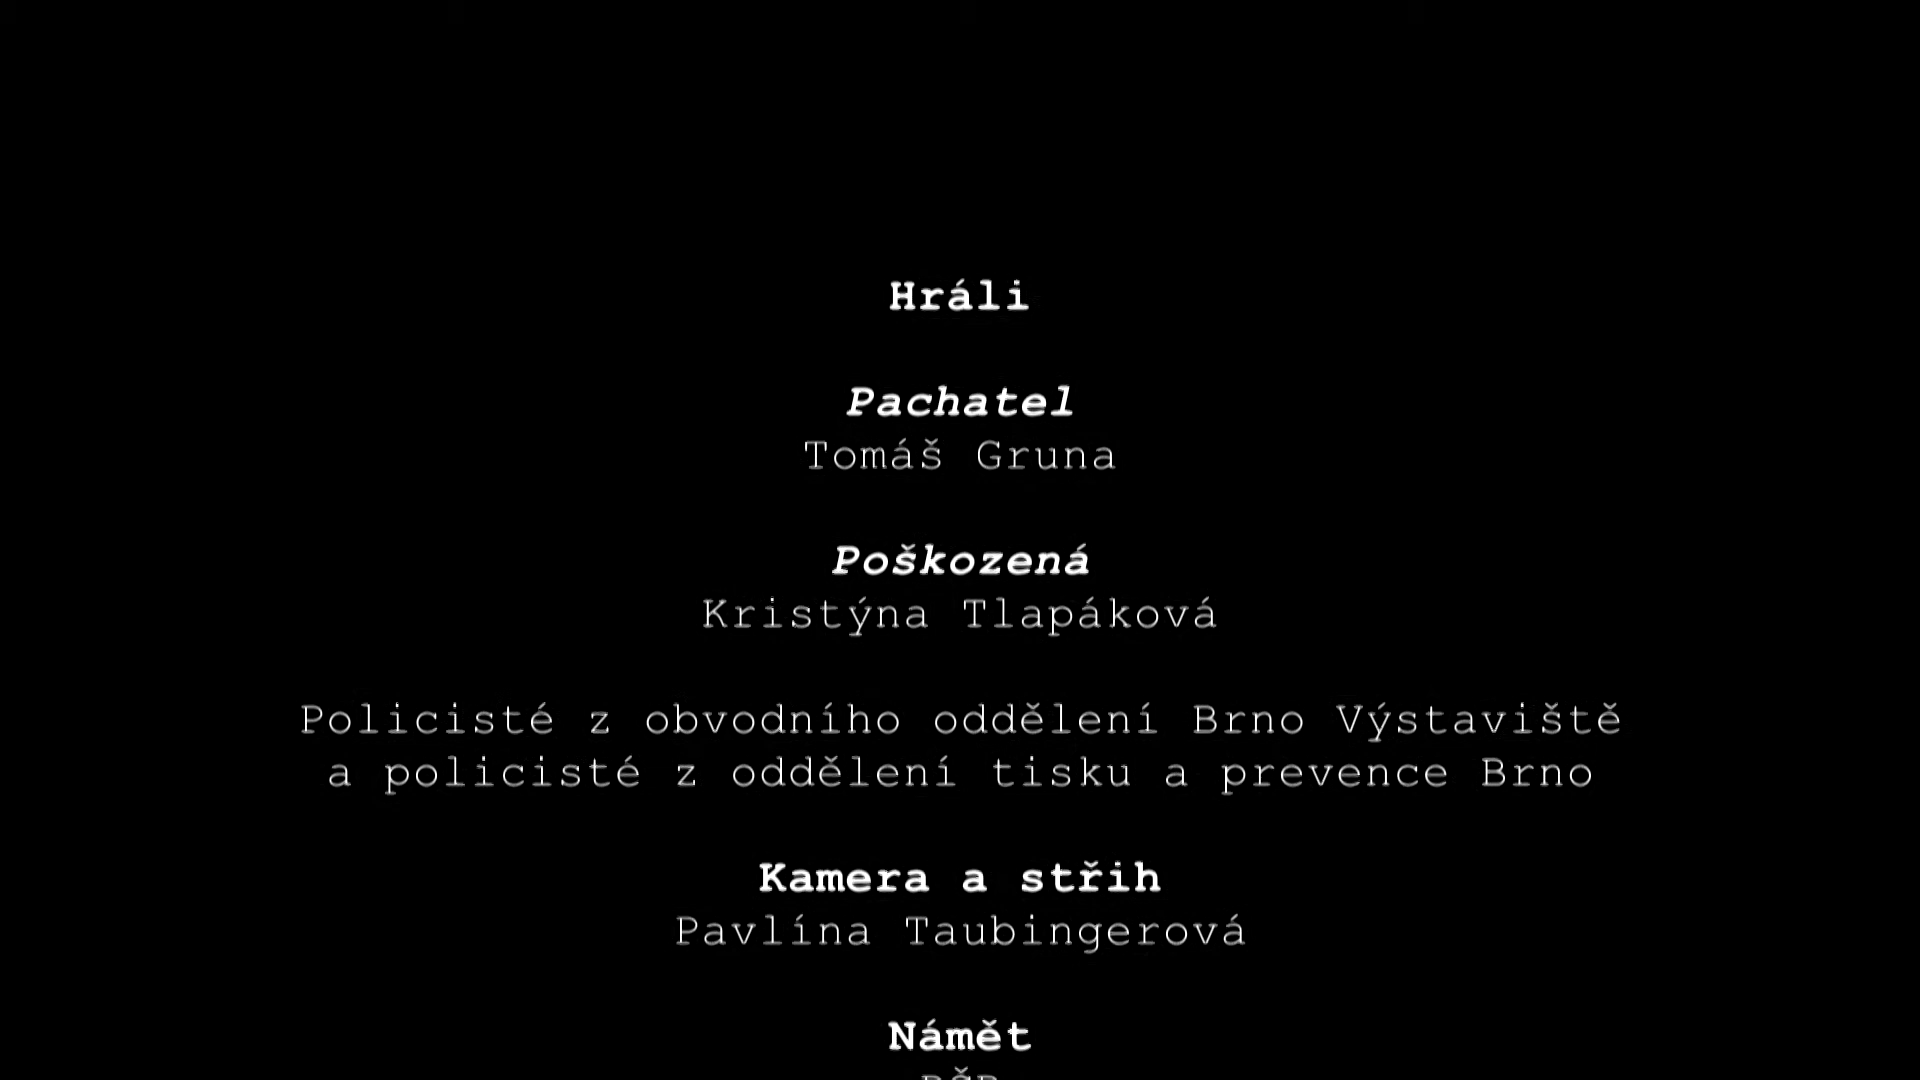 Hráli
Pachatel
Tomáš Gruna
Poškozená
Kristýna Tlapáková
Policisté z obvodního oddělení Brno Výstaviště
a policisté z oddělení tisku a prevence Brno
Kamera a střih
Pavlína Taubingerová
Námět